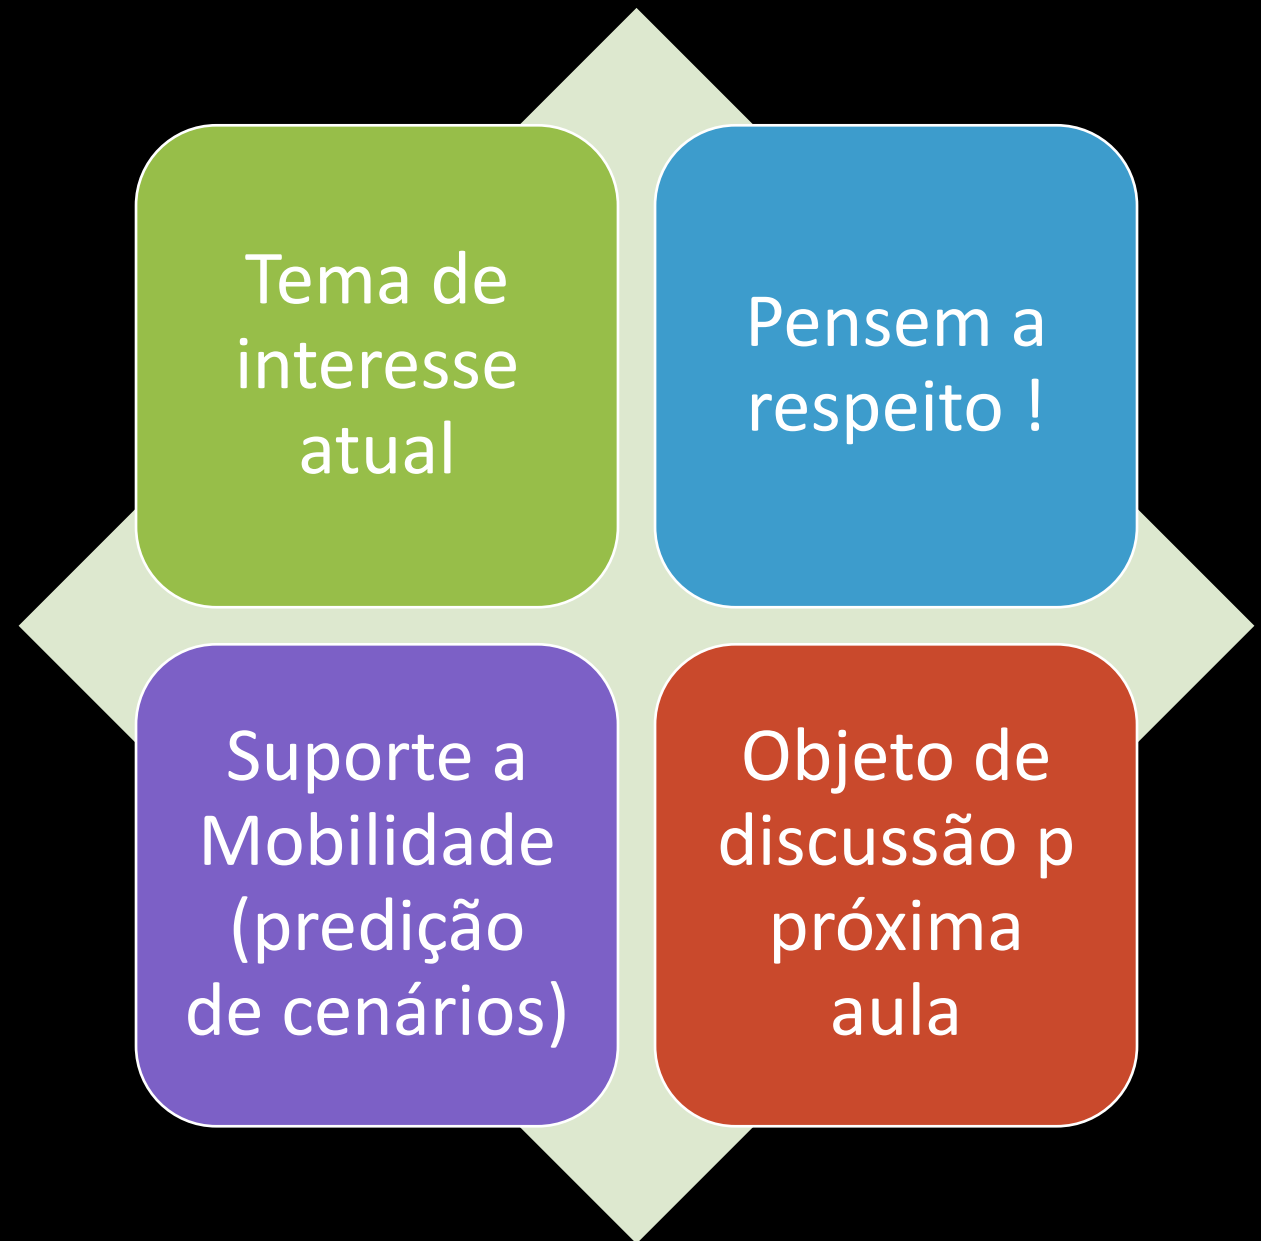 Tema de
interesse
atual
Pensem a
respeito !
Suporte a
Mobilidade
(predição
de cenários)
Objeto de
discussão p
próxima
aula